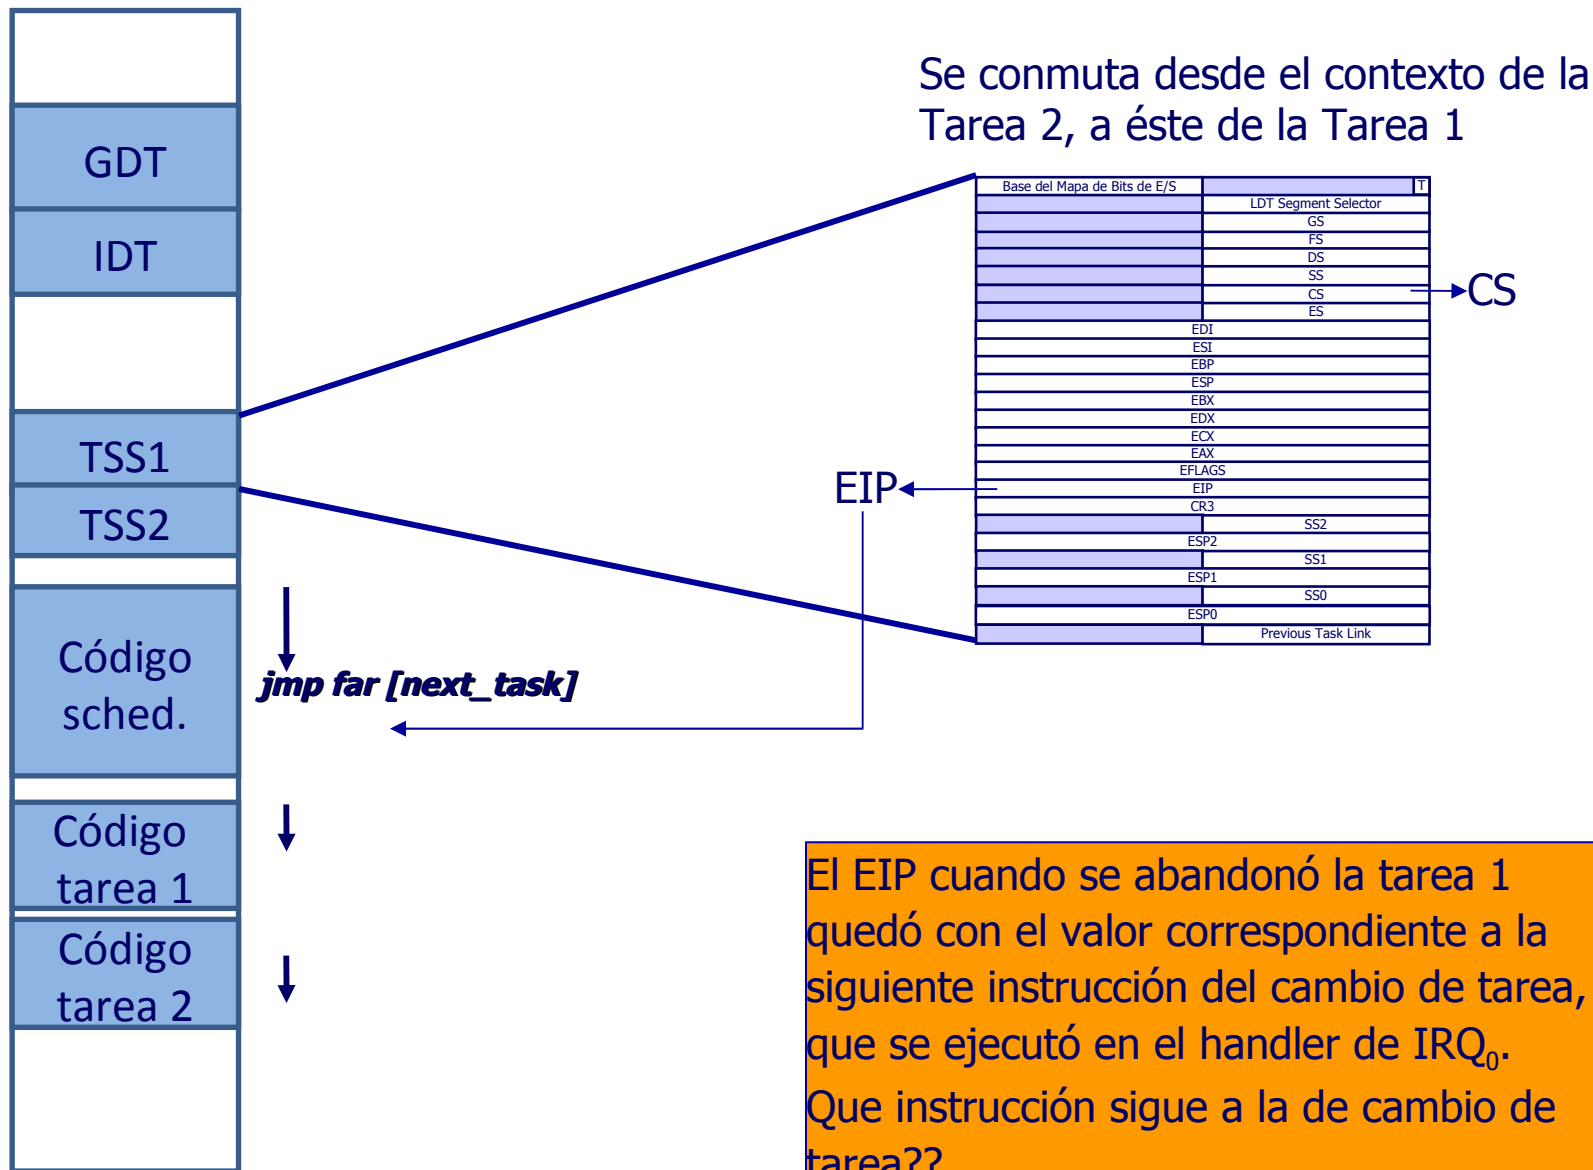 GDT
IDT
TSS1
TSS2
Código
sched.
Código
tarea 1
Código
tarea 2
jmp far [next_task]
Se conmuta desde el contexto de la
Tarea 2, a éste de la Tarea 1
Base del Mapa de Bits de E/S T
LDT Segment Selector
GS
FS
DS
SS
CS
ES
EDI
ESI
EBP
ESP
EBX
EDX
ECX
EAX
EFLAGS
EIP
CR3
SS2
ESP2
SS1
ESP1
SS0
ESP0
Previous Task Link
CS
EIP
El EIP cuando se abandonó la tarea 1
quedó con el valor correspondiente a la
siguiente instrucción del cambio de tarea,
que se ejecutó en el handler de IRQ₀.
Que instrucción sigue a la de cambio de
tarea??